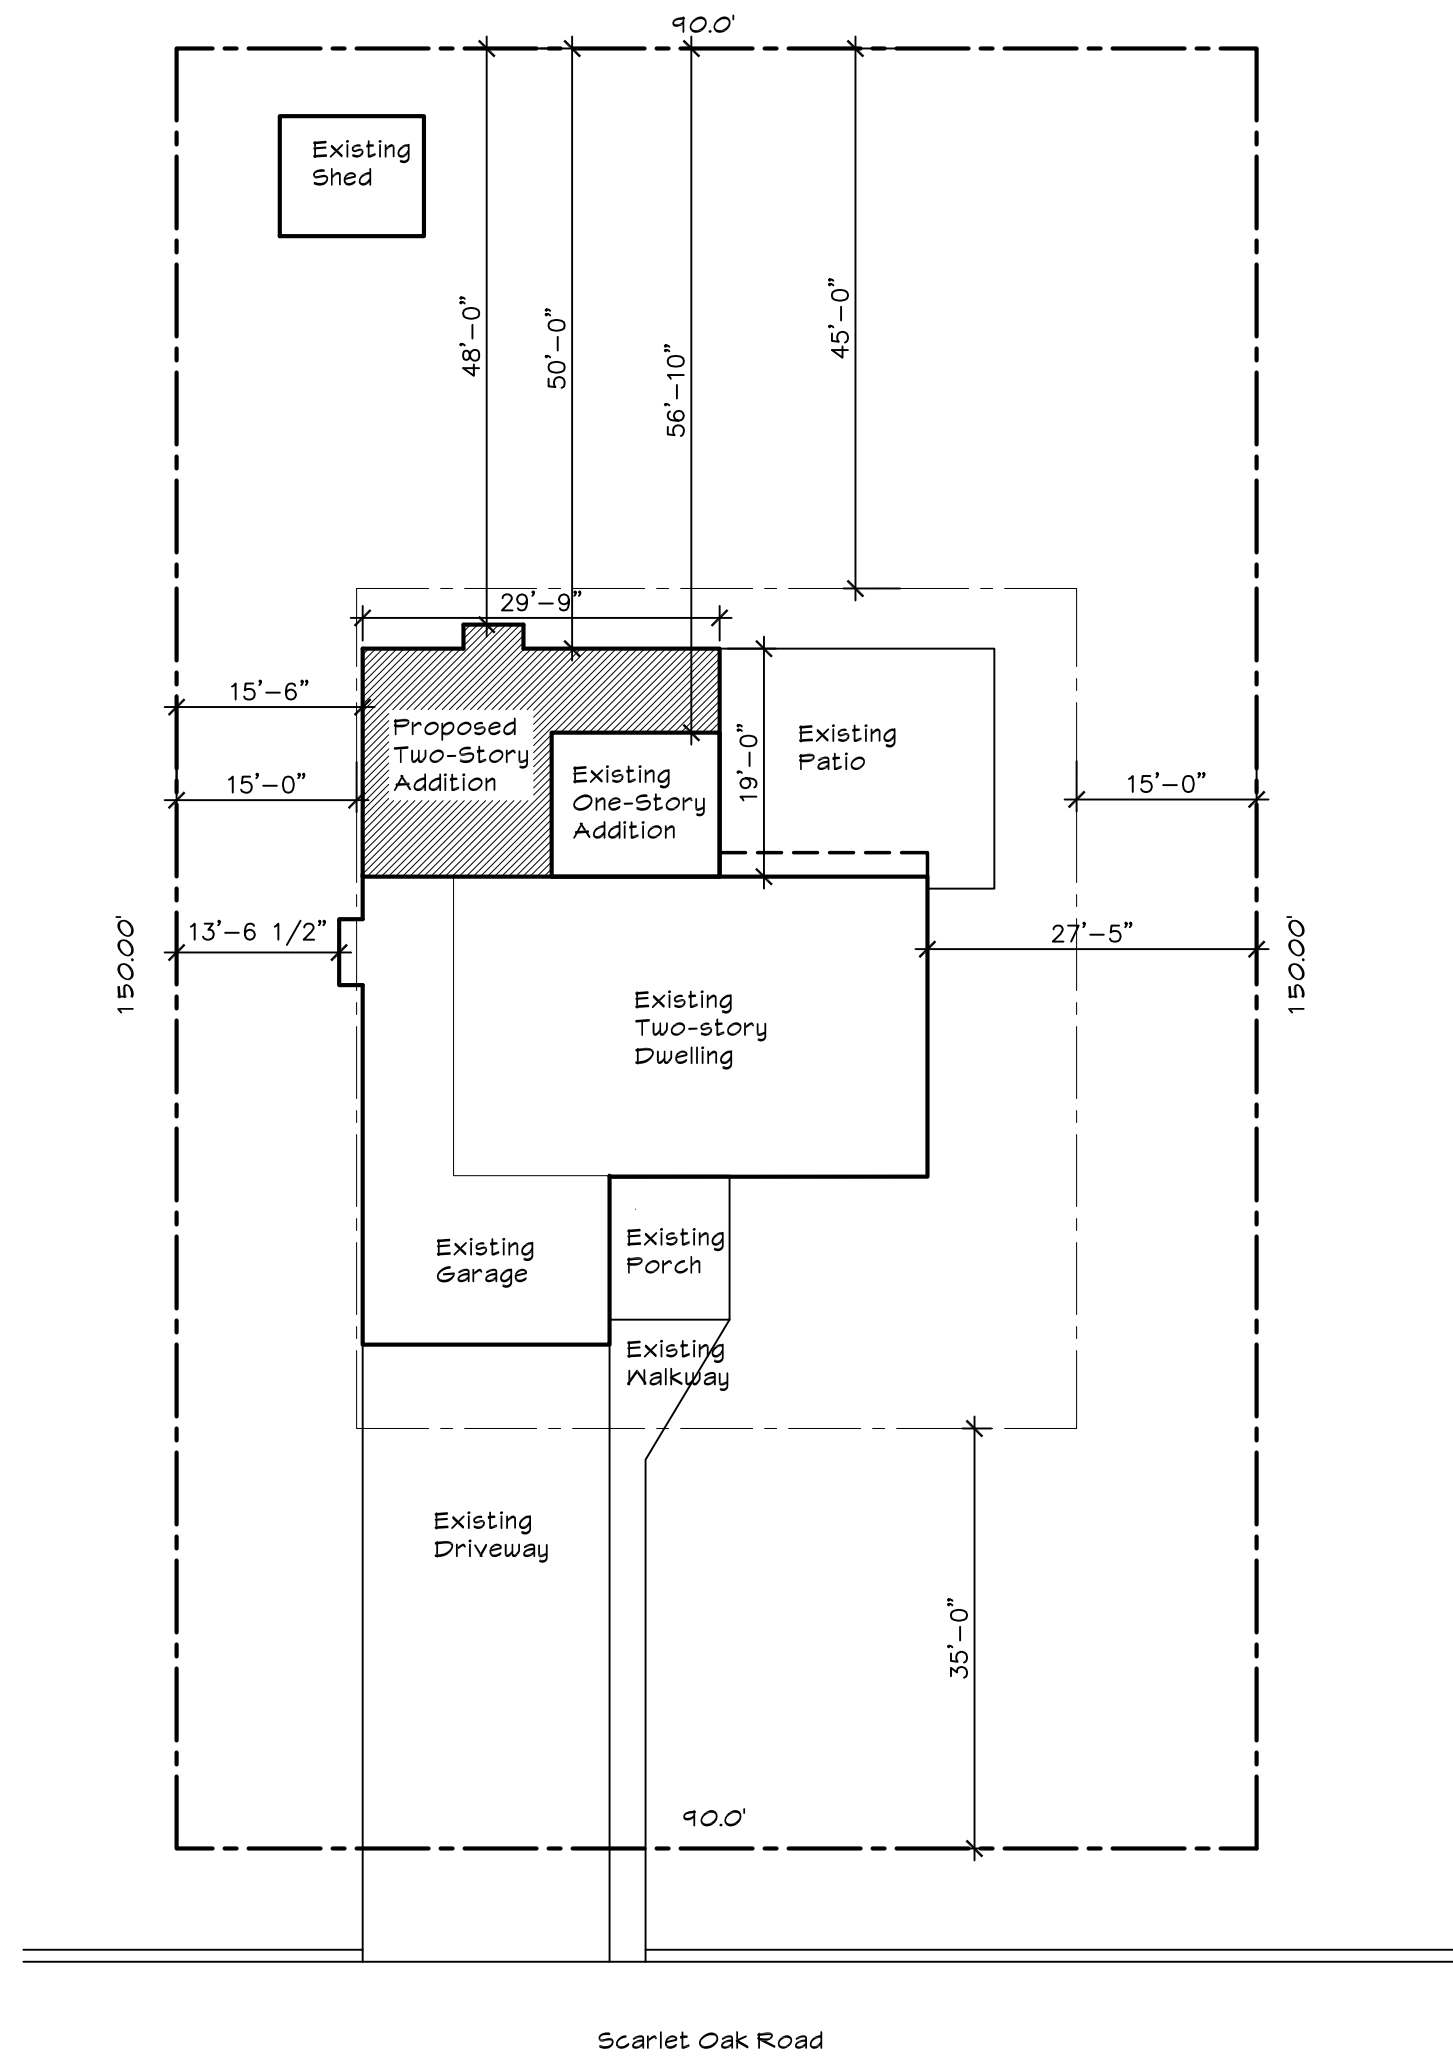 90.0'
Existing
Shed
48'-0"
50'-0"
56'-10"
45'-0"
29'-9"
15'-6"
Proposed
Two-Story
Addition
Existing
One-Story
Addition
19'-0"
Existing
Patio
15'-0"
15'-0"
13'-6 1/2"
27'-5"
150.00'
150.00'
Existing
Two-story
Dwelling
Existing
Garage
Existing
Porch
Existing
Walkway
Existing
Driveway
35'-0"
90.0'
Scarlet Oak Road